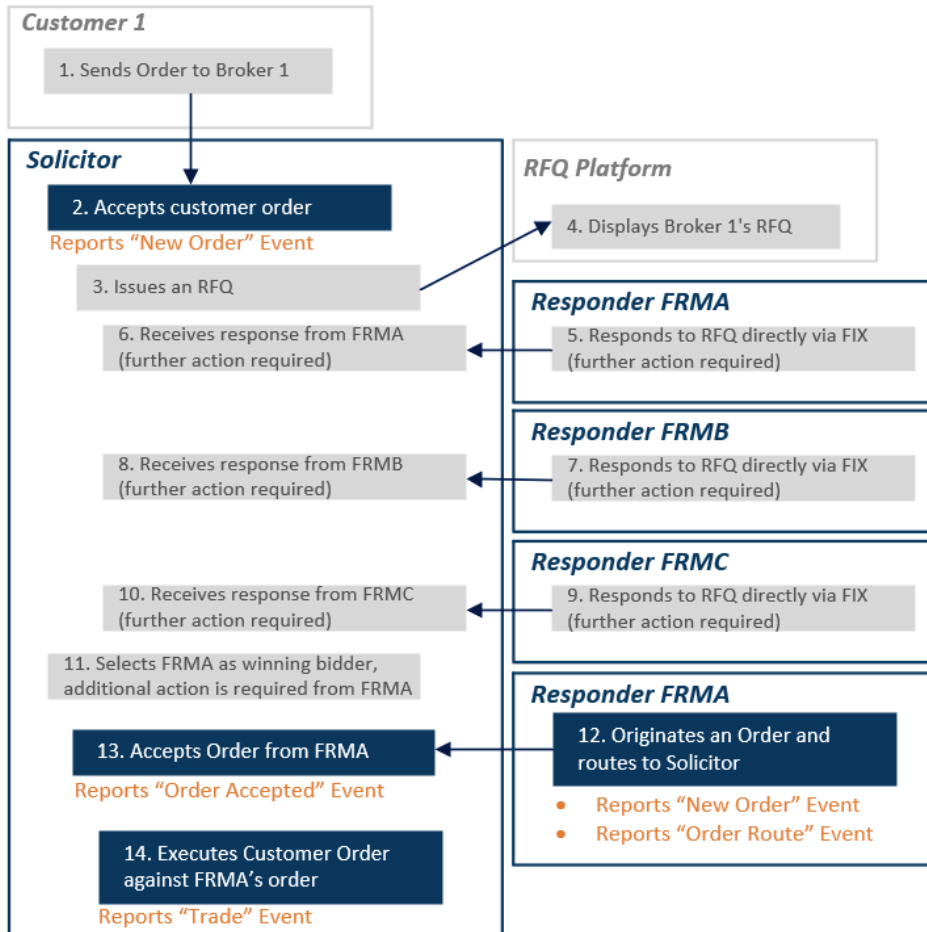 Customer 1
1. Sends Order to Broker 1
Solicitor
2. Accepts customer order
Reports “New Order” Event
3. Issues an RFQ
RFQ Platform
4. Displays Broker 1's RFQ
Responder FRMA
5. Responds to RFQ directly via FIX
(further action required)
6. Receives response from FRMA
(further action required)
Responder FRMB
7. Responds to RFQ directly via FIX
(further action required)
8. Receives response from FRMB
(further action required)
Responder FRMC
9. Responds to RFQ directly via FIX
(further action required)
10. Receives response from FRMC
(further action required)
11. Selects FRMA as winning bidder,
additional action is required from FRMA
Responder FRMA
12. Originates an Order and
routes to Solicitor
• Reports “New Order” Event
• Reports “Order Route” Event
13. Accepts Order from FRMA
Reports “Order Accepted” Event
14. Executes Customer Order
against FRMA’s order
Reports “Trade” Event